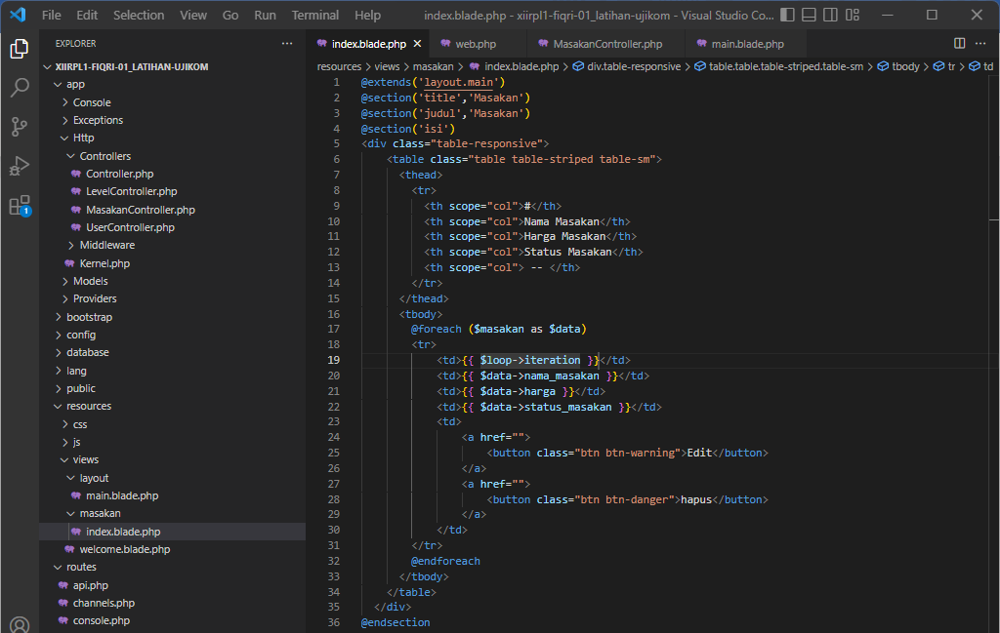 File Edit Selection View Go Run Terminal Help index.blade.php - xiirpl1-fiqri-01_latihan-ujikom - Visual Studio Co...
EXPLORER ...
XIIRPL1-FIQRI-01_LATIHAN-UJIKOM
app
Console
Exceptions
Http
Controllers
Controller.php
LevelController.php
MasakanController.php
UserController.php
Middleware
Kernel.php
Models
Providers
bootstrap
config
database
lang
public
resources
css
js
views
layout
main.blade.php
masakan
index.blade.php
welcome.blade.php
routes
api.php
channels.php
console.php
1
index.blade.php web.php MasakanController.php main.blade.php ...
resources > views > masakan > index.blade.php > div.table-responsive > table.table.table-striped.table-sm > tbody > tr > td
1 @extends('layout.main')
2 @section('title','Masakan')
3 @section('judul','Masakan')
4 @section('isi')
5 <div class="table-responsive">
6 <table class="table table-striped table-sm">
7 <thead>
8 <tr>
9 <th scope="col">#</th>
10 <th scope="col">Nama Masakan</th>
11 <th scope="col">Harga Masakan</th>
12 <th scope="col">Status Masakan</th>
13 <th scope="col"> -- </th>
14 </tr>
15 </thead>
16 <tbody>
17 @foreach ($masakan as $data)
18 <tr>
19 <td>{{ $loop->iteration }}</td>
20 <td>{{ $data->nama_masakan }}</td>
21 <td>{{ $data->harga }}</td>
22 <td>{{ $data->status_masakan }}</td>
23 <td>
24 <a href="">
25 <button class="btn btn-warning">Edit</button>
26 </a>
27 <a href="">
28 <button class="btn btn-danger">hapus</button>
29 </a>
30 </td>
31 </tr>
32 @endforeach
33 </tbody>
34 </table>
35 </div>
36 @endsection